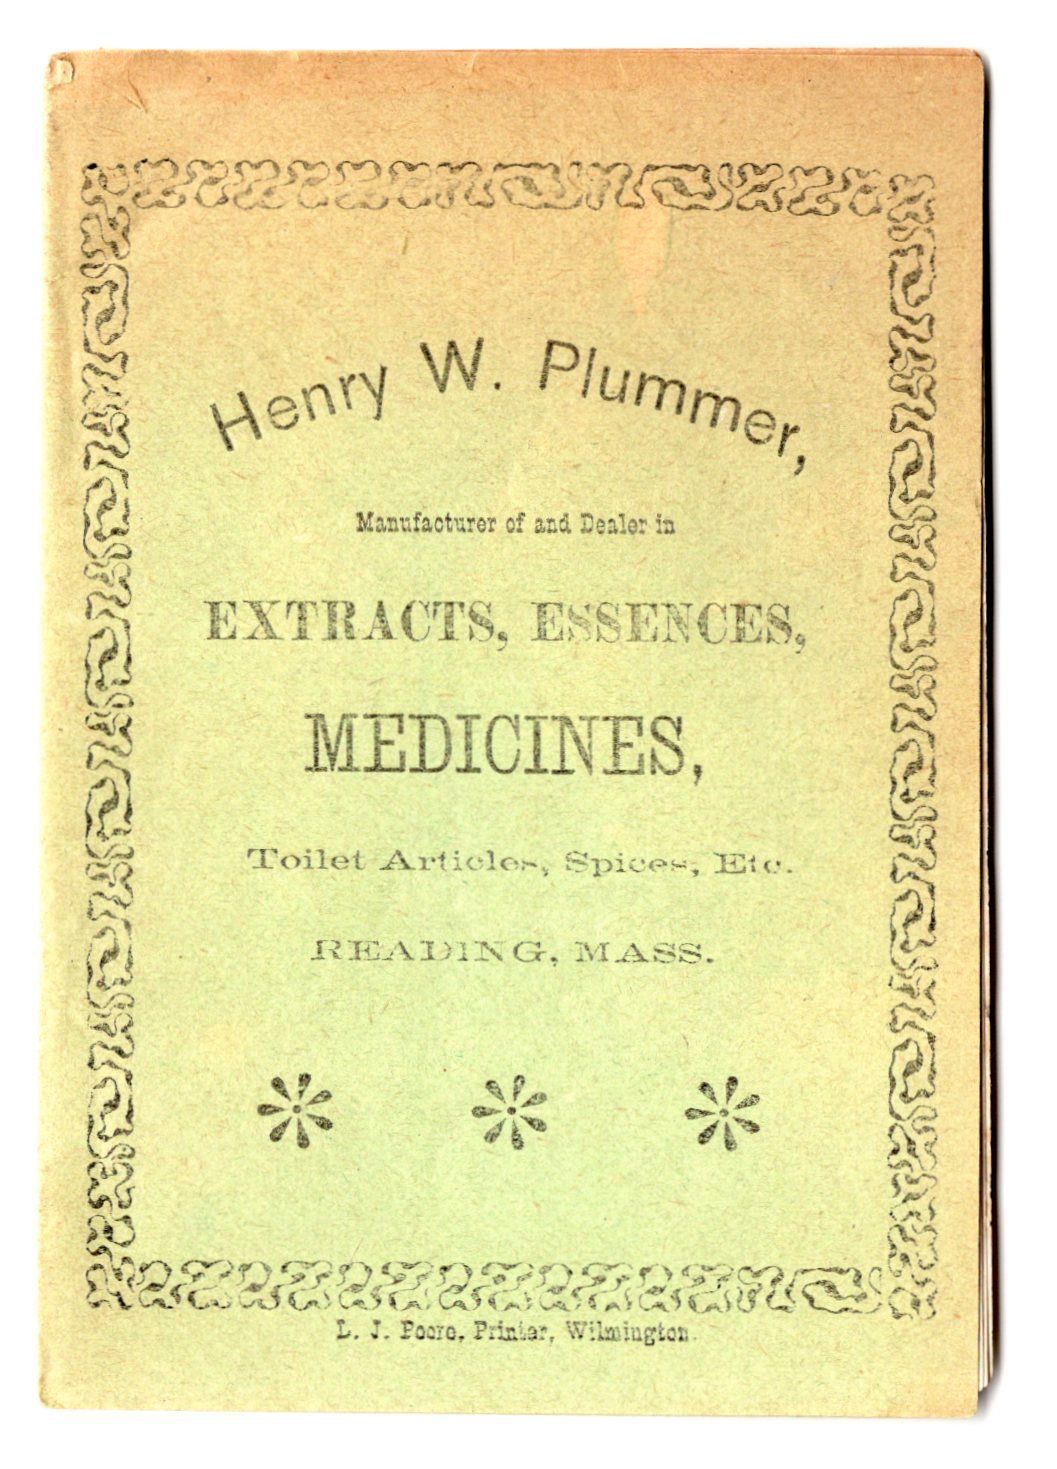 Henry W. Plummer,
Manufacturer of and Dealer in
EXTRACTS, ESSENCES,
MEDICINES,
Toilet Articles, Spices, Etc.
READING, MASS.
L. J. Poore, Printer, Wilmington.